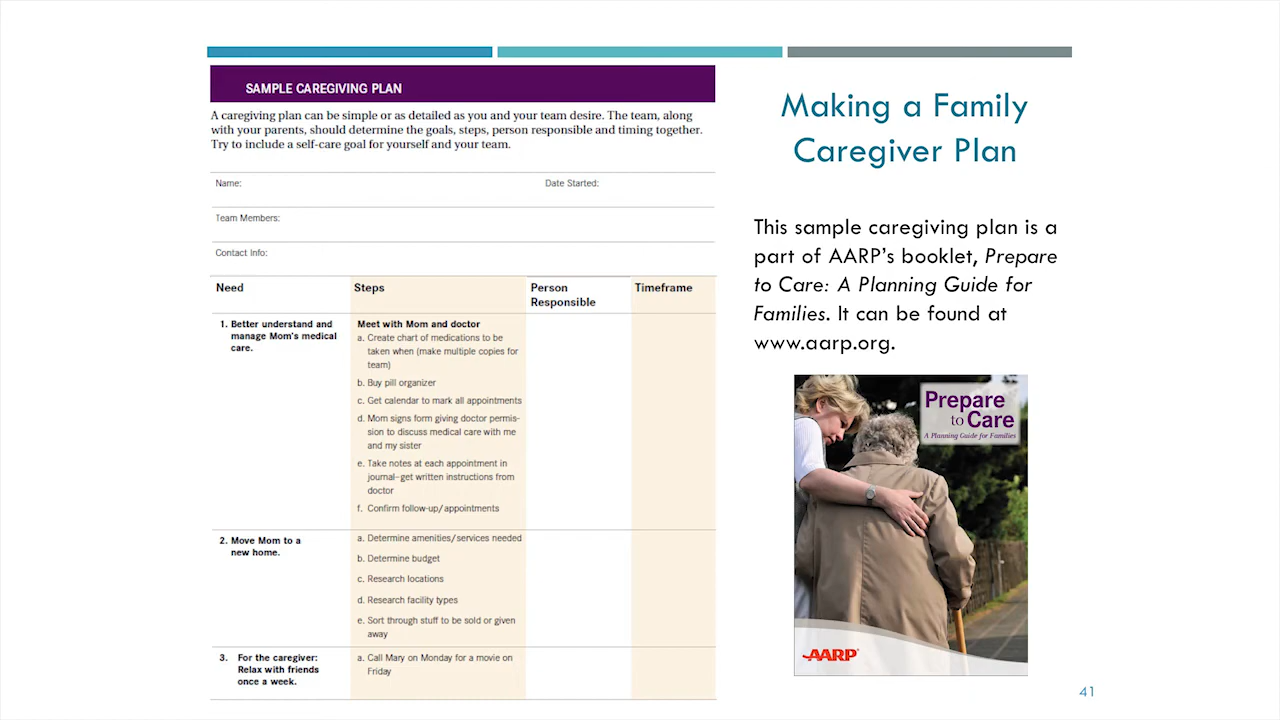 SAMPLE CAREGIVING PLAN
A caregiving plan can be simple or as detailed as you and your team desire. The team, along
with your parents, should determine the goals, steps, person responsible and timing together.
Try to include a self-care goal for yourself and your team.
Name:
Date Started:
Team Members:
Contact Info:
Need
Steps
Person
Responsible
Timeframe
1. Better understand and
manage Mom's medical
care.
Meet with Mom and doctor
a. Create chart of medications to be
taken when (make multiple copies for
team)
b. Buy pill organizer
c. Get calendar to mark all appointments
d. Mom signs form giving doctor permis-
sion to discuss medical care with me
and my sister
e. Take notes at each appointment in
journal–get written instructions from
doctor
f. Confirm follow-up/appointments
2. Move Mom to a
new home.
a. Determine amenities/services needed
b. Determine budget
c. Research locations
d. Research facility types
e. Sort through stuff to be sold or given
away
3. For the caregiver:
Relax with friends
once a week.
a. Call Mary on Monday for a movie on
Friday
Making a Family
Caregiver Plan
This sample caregiving plan is a
part of AARP's booklet, Prepare
to Care: A Planning Guide for
Families. It can be found at
www.aarp.org.
Prepare
to Care
A Planning Guide for Families
AARP®
41